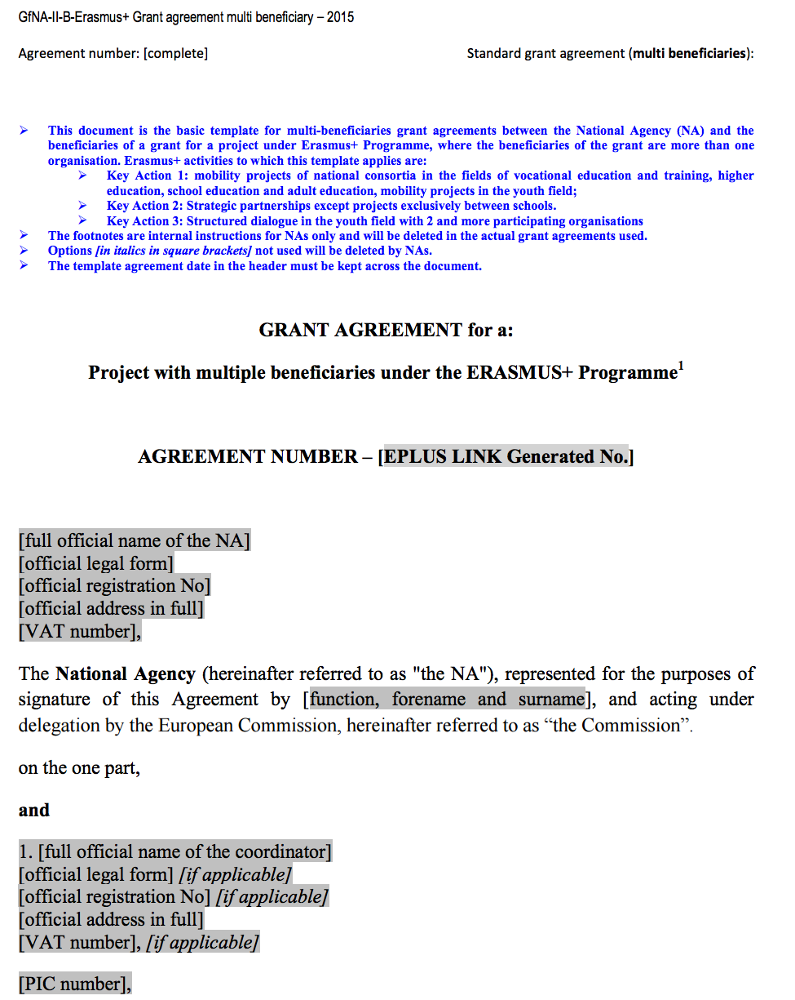 GfNA-II-B-Erasmus+ Grant agreement multi beneficiary – 2015
Agreement number: [complete] Standard grant agreement (multi beneficiaries):
➢ This document is the basic template for multi-beneficiaries grant agreements between the National Agency (NA) and the
beneficiaries of a grant for a project under Erasmus+ Programme, where the beneficiaries of the grant are more than one
organisation. Erasmus+ activities to which this template applies are:
➢ Key Action 1: mobility projects of national consortia in the fields of vocational education and training, higher
education, school education and adult education, mobility projects in the youth field;
➢ Key Action 2: Strategic partnerships except projects exclusively between schools.
➢ Key Action 3: Structured dialogue in the youth field with 2 and more participating organisations
➢ The footnotes are internal instructions for NAs only and will be deleted in the actual grant agreements used.
➢ Options [in italics in square brackets] not used will be deleted by NAs.
➢ The template agreement date in the header must be kept across the document.
GRANT AGREEMENT for a:
Project with multiple beneficiaries under the ERASMUS+ Programme¹
AGREEMENT NUMBER – [EPLUS LINK Generated No.]
[full official name of the NA]
[official legal form]
[official registration No]
[official address in full]
[VAT number],
The National Agency (hereinafter referred to as "the NA"), represented for the purposes of
signature of this Agreement by [function, forename and surname], and acting under
delegation by the European Commission, hereinafter referred to as “the Commission”.
on the one part,
and
1. [full official name of the coordinator]
[official legal form] [if applicable]
[official registration No] [if applicable]
[official address in full]
[VAT number], [if applicable]
[PIC number],